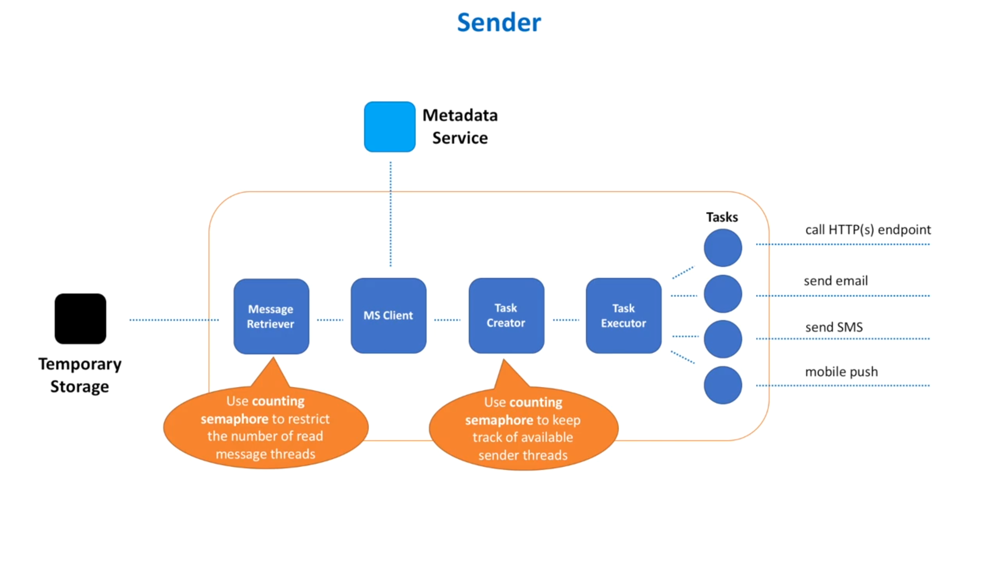 Sender
Metadata
Service
Tasks
call HTTP(s) endpoint
send email
send SMS
mobile push
Message
Retriever
MS Client
Task
Creator
Task
Executor
Temporary
Storage
Use counting
semaphore to restrict
the number of read
message threads
Use counting
semaphore to keep
track of available
sender threads